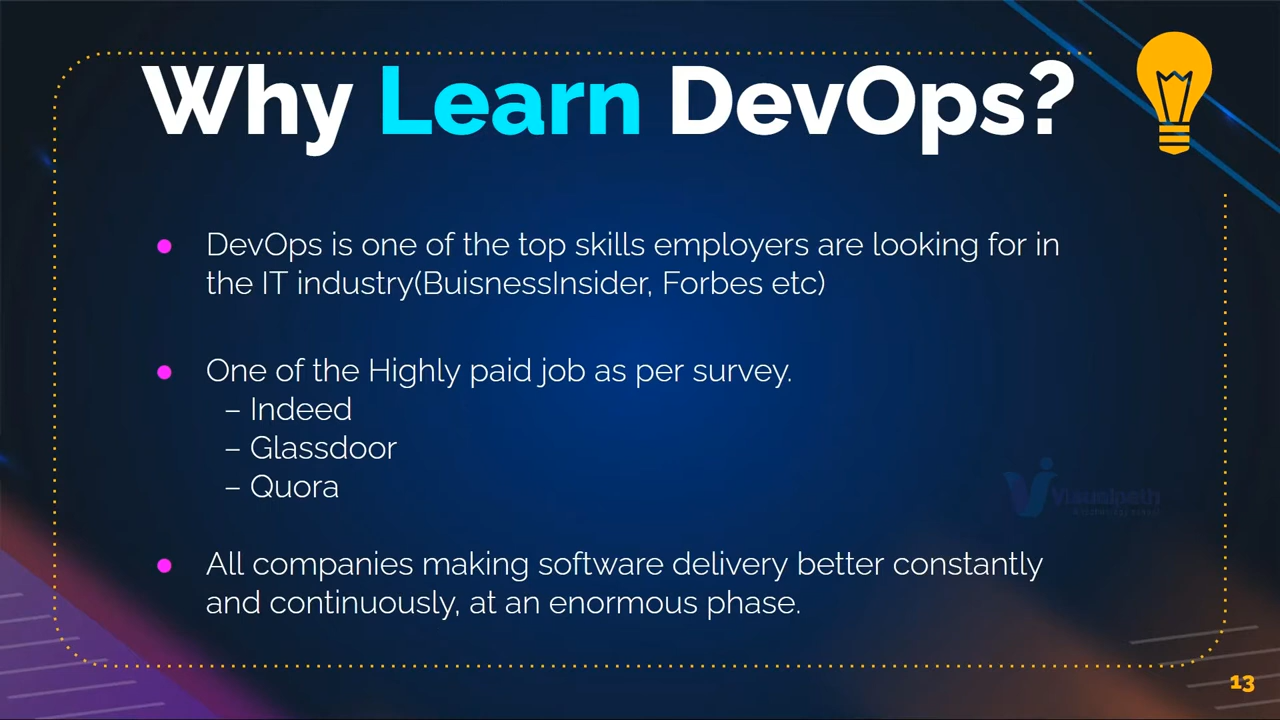 Why Learn DevOps?
● DevOps is one of the top skills employers are looking for in
the IT industry(BuisnessInsider, Forbes etc)
● One of the Highly paid job as per survey.
– Indeed
– Glassdoor
– Quora
Visualpath
● All companies making software delivery better constantly
and continuously, at an enormous phase.
13